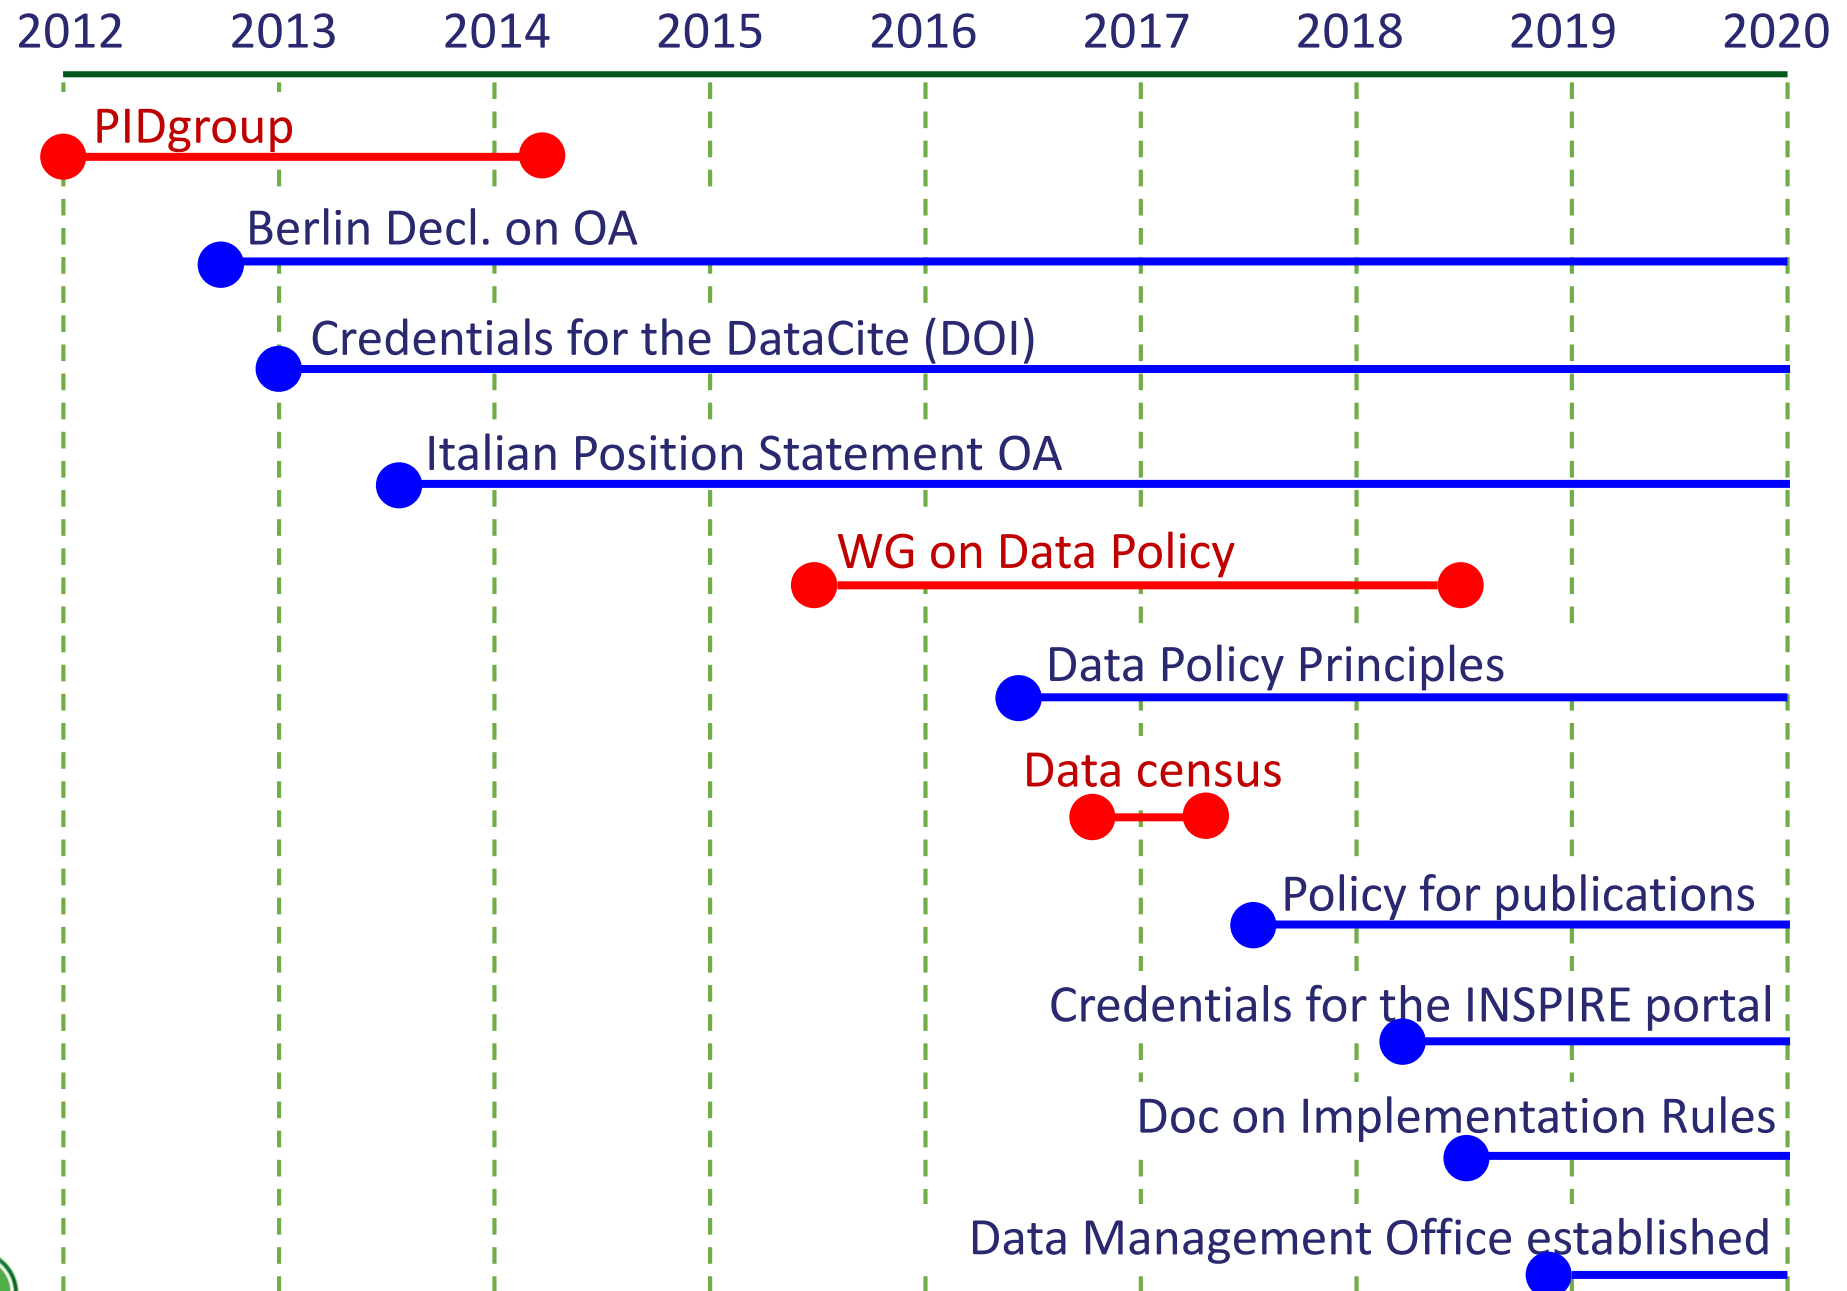 2012 2013 2014 2015 2016 2017 2018 2019 2020
PIDgroup
Berlin Decl. on OA
Credentials for the DataCite (DOI)
Italian Position Statement OA
WG on Data Policy
Data Policy Principles
Data census
Policy for publications
Credentials for the INSPIRE portal
Doc on Implementation Rules
Data Management Office established